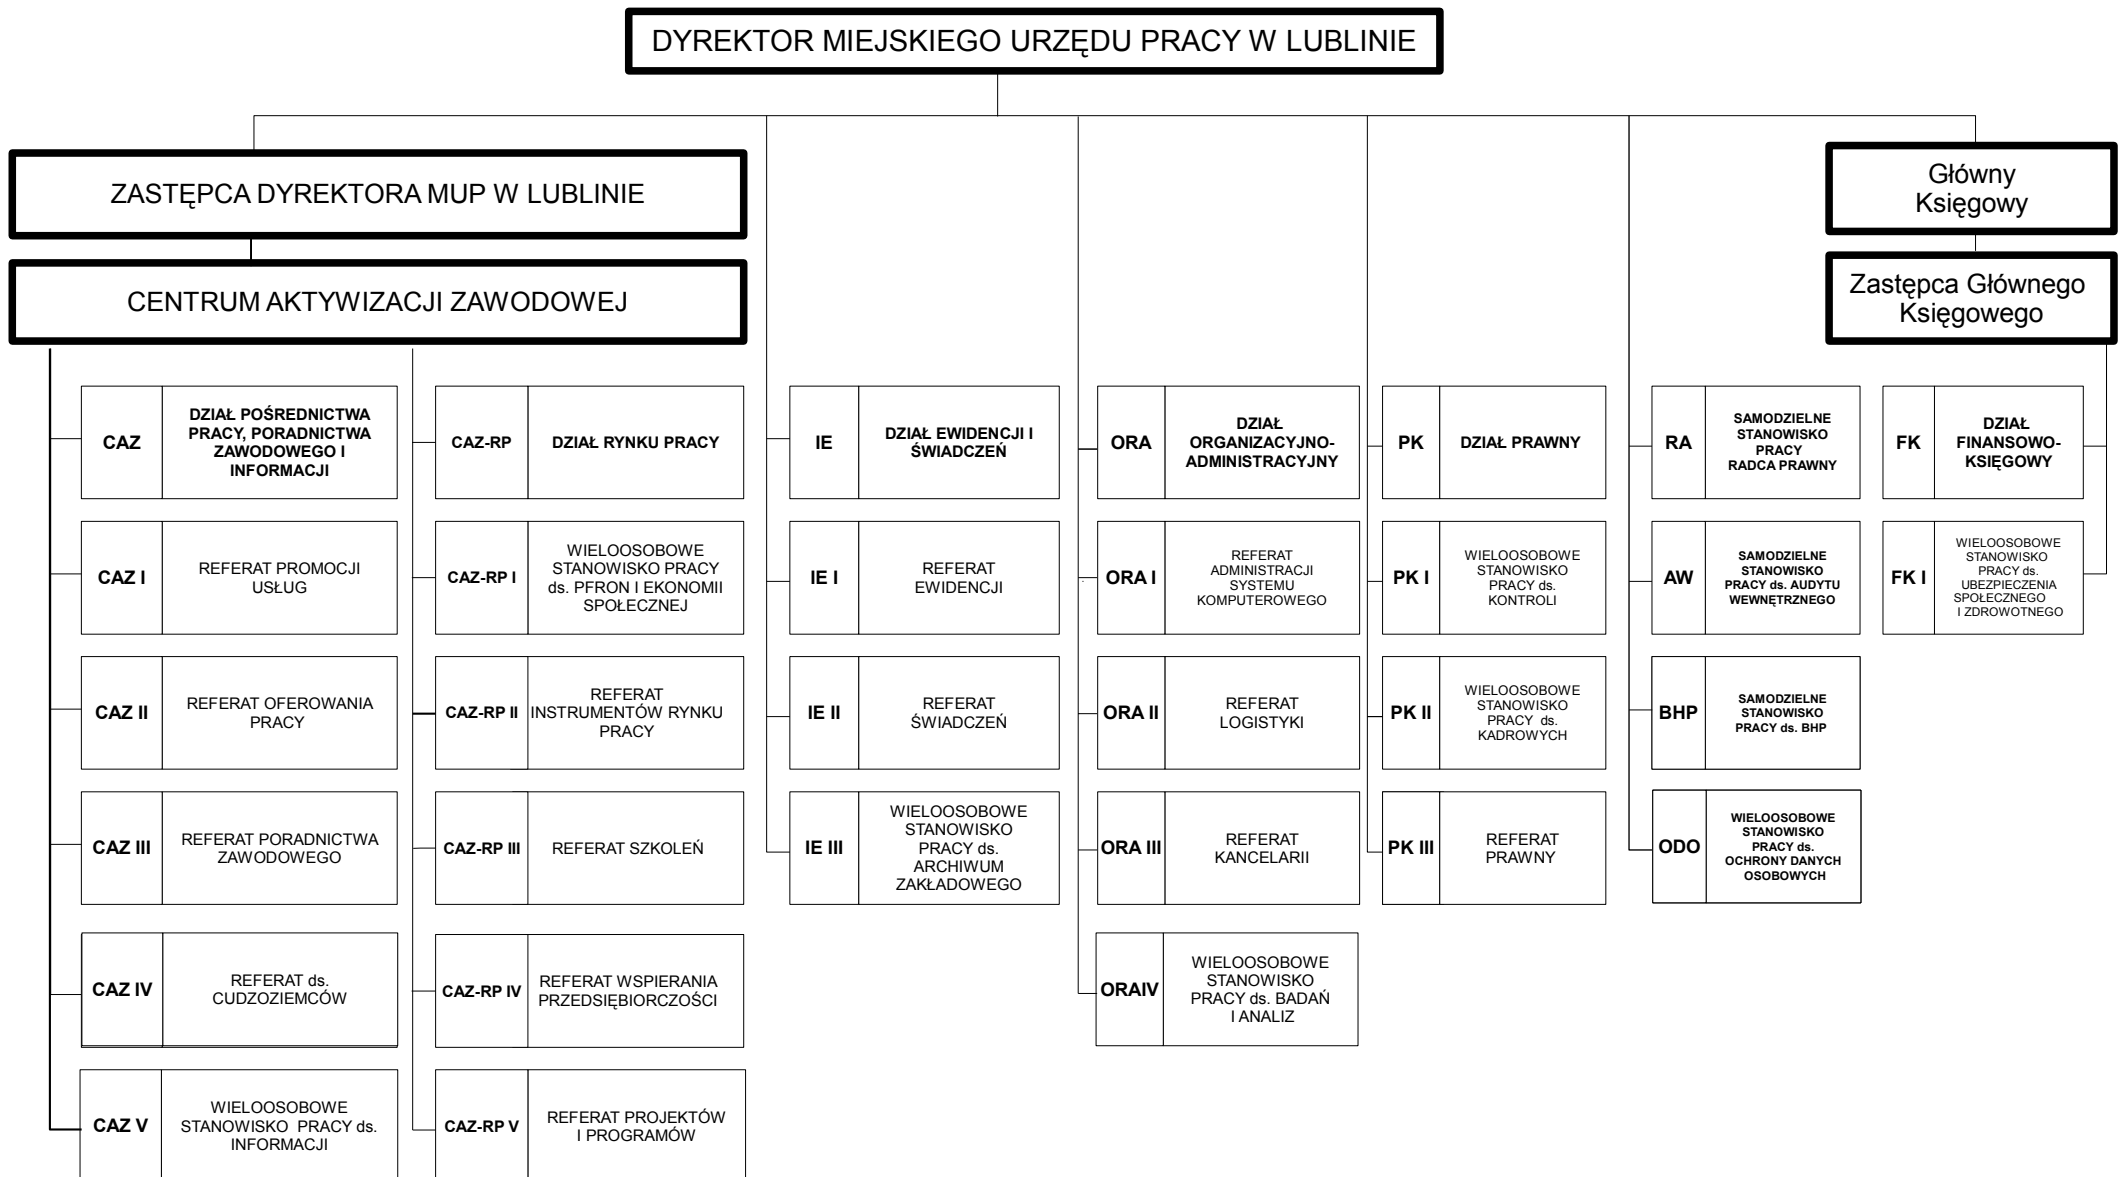 DYREKTOR MIEJSKIEGO URZĘDU PRACY W LUBLINIE
ZASTĘPCA DYREKTORA MUP W LUBLINIE
CENTRUM AKTYWIZACJI ZAWODOWEJ
Główny
Księgowy
Zastępca Głównego
Księgowego
CAZ
DZIAŁ POŚREDNICTWA
PRACY, PORADNICTWA
ZAWODOWEGO I
INFORMACJI
CAZ I
REFERAT PROMOCJI
USŁUG
CAZ II
REFERAT OFEROWANIA
PRACY
CAZ III
REFERAT PORADNICTWA
ZAWODOWEGO
CAZ IV
REFERAT ds.
CUDZOZIEMCÓW
CAZ V
WIELOOSOBOWE
STANOWISKO PRACY ds.
INFORMACJI
CAZ-RP
DZIAŁ RYNKU PRACY
CAZ-RP I
WIELOOSOBOWE
STANOWISKO PRACY
ds. PFRON I EKONOMII
SPOŁECZNEJ
CAZ-RP II
REFERAT
INSTRUMENTÓW RYNKU
PRACY
CAZ-RP III
REFERAT SZKOLEŃ
CAZ-RP IV
REFERAT WSPIERANIA
PRZEDSIĘBIORCZOŚCI
CAZ-RP V
REFERAT PROJEKTÓW
I PROGRAMÓW
IE
DZIAŁ EWIDENCJI I
ŚWIADCZEŃ
IE I
REFERAT
EWIDENCJI
IE II
REFERAT
ŚWIADCZEŃ
IE III
WIELOOSOBOWE
STANOWISKO
PRACY ds.
ARCHIWUM
ZAKŁADOWEGO
ORA
DZIAŁ
ORGANIZACYJNO-
ADMINISTRACYJNY
ORA I
REFERAT
ADMINISTRACJI
SYSTEMU
KOMPUTEROWEGO
ORA II
REFERAT
LOGISTYKI
ORA III
REFERAT
KANCELARII
ORAIV
WIELOOSOBOWE
STANOWISKO
PRACY ds. BADAŃ
I ANALIZ
PK
DZIAŁ PRAWNY
PK I
WIELOOSOBOWE
STANOWISKO
PRACY ds.
KONTROLI
PK II
WIELOOSOBOWE
STANOWISKO
PRACY ds.
KADROWYCH
PK III
REFERAT
PRAWNY
RA
SAMODZIELNE
STANOWISKO
PRACY
RADCA PRAWNY
AW
SAMODZIELNE
STANOWISKO
PRACY ds. AUDYTU
WEWNĘTRZNEGO
BHP
SAMODZIELNE
STANOWISKO
PRACY ds. BHP
ODO
WIELOOSOBOWE
STANOWISKO
PRACY ds.
OCHRONY DANYCH
OSOBOWYCH
FK
DZIAŁ
FINANSOWO-
KSIĘGOWY
FK I
WIELOOSOBOWE
STANOWISKO
PRACY ds.
UBEZPIECZENIA
SPOŁECZNEGO
I ZDROWOTNEGO